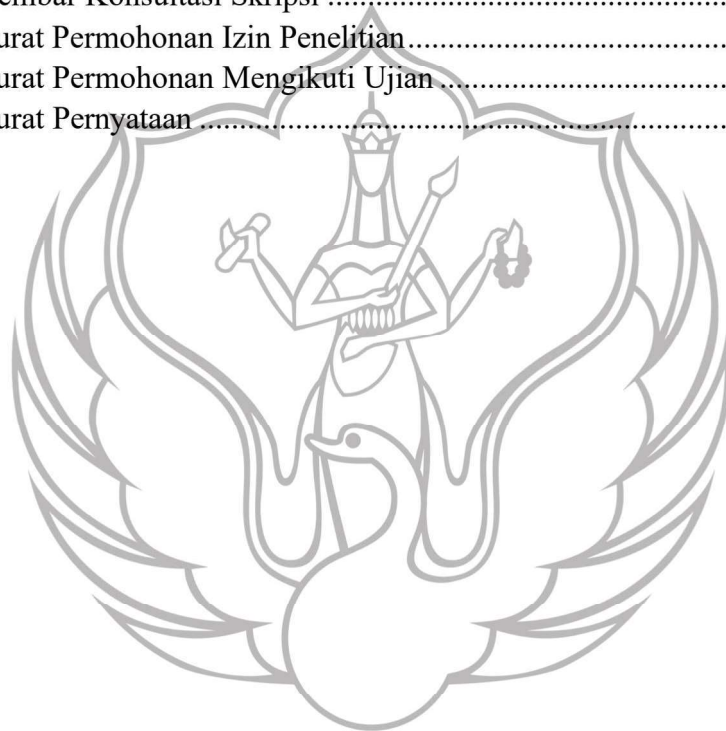 embar Konsultasi Skripsi ................................................
urat Permohonan Izin Penelitian........................................
urat Permohonan Mengikuti Ujian ....................................
urat Pernyataan ..................................................................